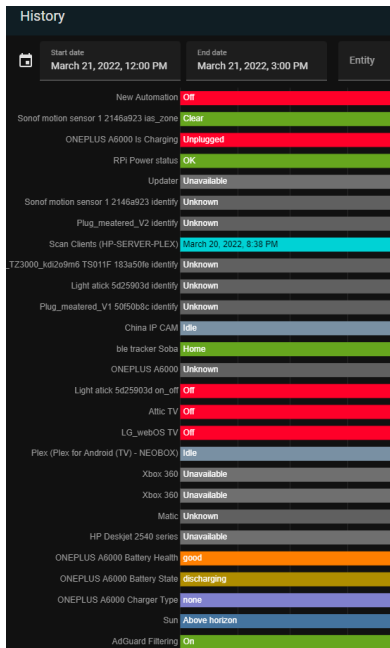 History
Start date
March 21, 2022, 12:00 PM
End date
March 21, 2022, 3:00 PM
Entity
New Automation Off
Sonof motion sensor 1 2146a923 ias_zone Clear
ONEPLUS A6000 Is Charging Unplugged
RPi Power status OK
Updater Unavailable
Sonof motion sensor 1 2146a923 identify Unknown
Plug_meatered_V2 identify Unknown
Scan Clients (HP-SERVER-PLEX) March 20, 2022, 8:38 PM
_TZ3000_kdi2o9m6 TS011F 183a50fe identify Unknown
Light atick 5d25903d identify Unknown
Plug_meatered_V1 50f50b8c identify Unknown
China IP CAM Idle
ble tracker Soba Home
ONEPLUS A6000 Unknown
Light atick 5d25903d on_off Off
Attic TV Off
LG_webOS TV Off
Plex (Plex for Android (TV) - NEOBOX) Idle
Xbox 360 Unavailable
Xbox 360 Unavailable
Matic Unknown
HP Deskjet 2540 series Unavailable
ONEPLUS A6000 Battery Health good
ONEPLUS A6000 Battery State discharging
ONEPLUS A6000 Charger Type none
Sun Above horizon
AdGuard Filtering On